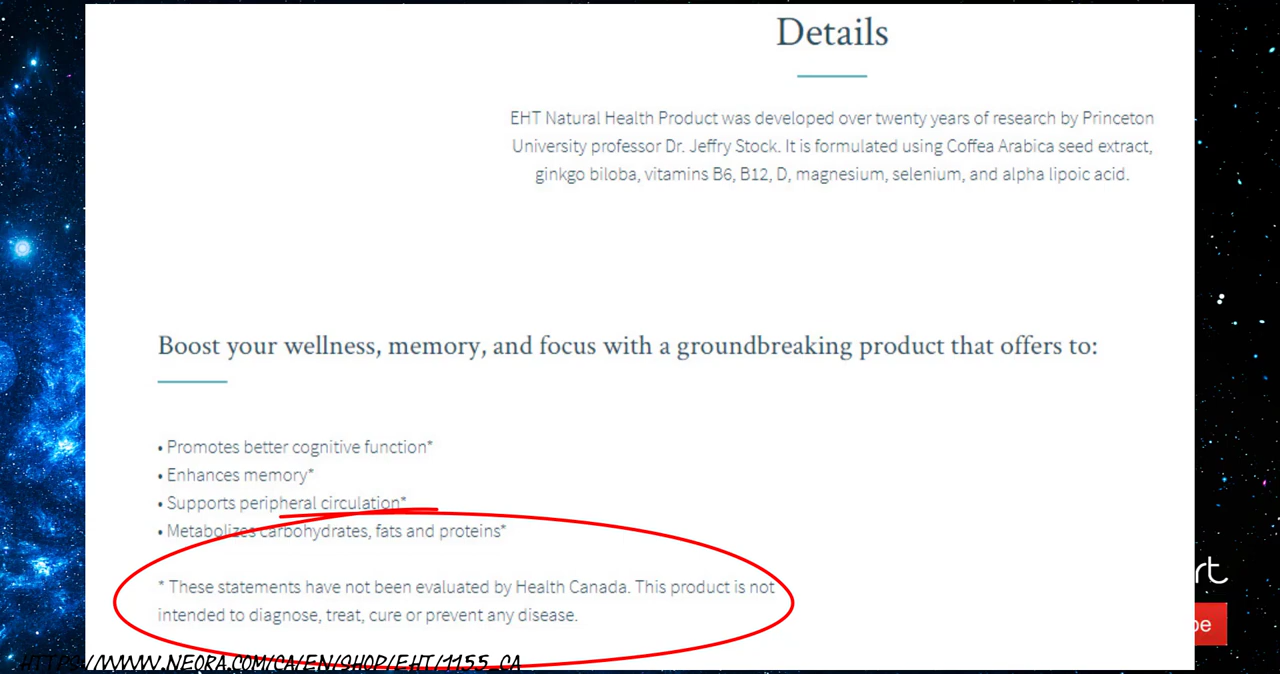 Details
EHT Natural Health Product was developed over twenty years of research by Princeton
University professor Dr. Jeffry Stock. It is formulated using Coffea Arabica seed extract,
ginkgo biloba, vitamins B6, B12, D, magnesium, selenium, and alpha lipoic acid.
Boost your wellness, memory, and focus with a groundbreaking product that offers to:
• Promotes better cognitive function*
• Enhances memory*
• Supports peripheral circulation*
• Metabolizes carbohydrates, fats and proteins*
* These statements have not been evaluated by Health Canada. This product is not
intended to diagnose, treat, cure or prevent any disease.
rt
be
HTTPS://WWW.NEORA.COM/CA/EN/SHOP/EHT/1155_CA